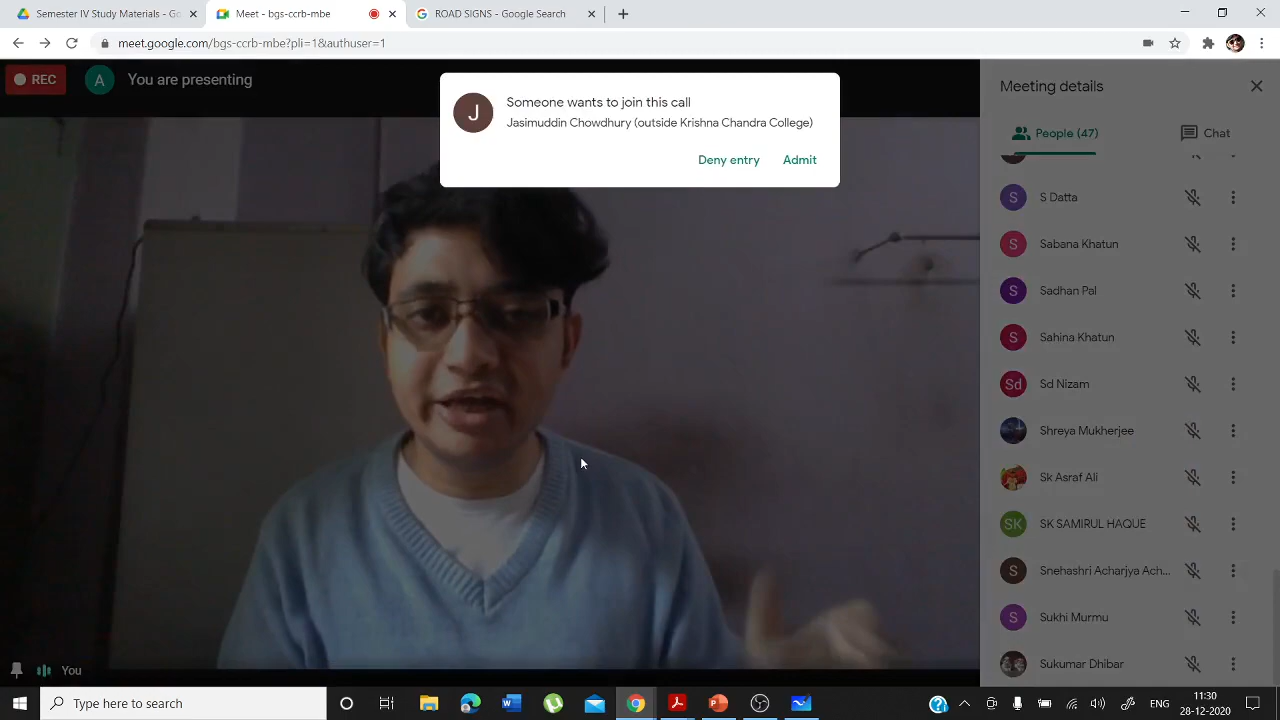 Semester IV Study Materials - Go
Meet - bgs-ccrb-mbe
ROAD SIGNS - Google Search
meet.google.com/bgs-ccrb-mbe?pli=1&authuser=1
REC
A
You are presenting
J
Someone wants to join this call
Jasimuddin Chowdhury (outside Krishna Chandra College)
Deny entry
Admit
Meeting details
People (47)
Chat
S
S Datta
S
Sabana Khatun
S
Sadhan Pal
S
Sahina Khatun
Sd
Sd Nizam
Shreya Mukherjee
Sk Asraf Ali
SK
SK SAMIRUL HAQUE
S
Snehashri Acharjya Ach...
S
Sukhi Murmu
Sukumar Dhibar
You
Type here to search
ENG
11:30
28-12-2020